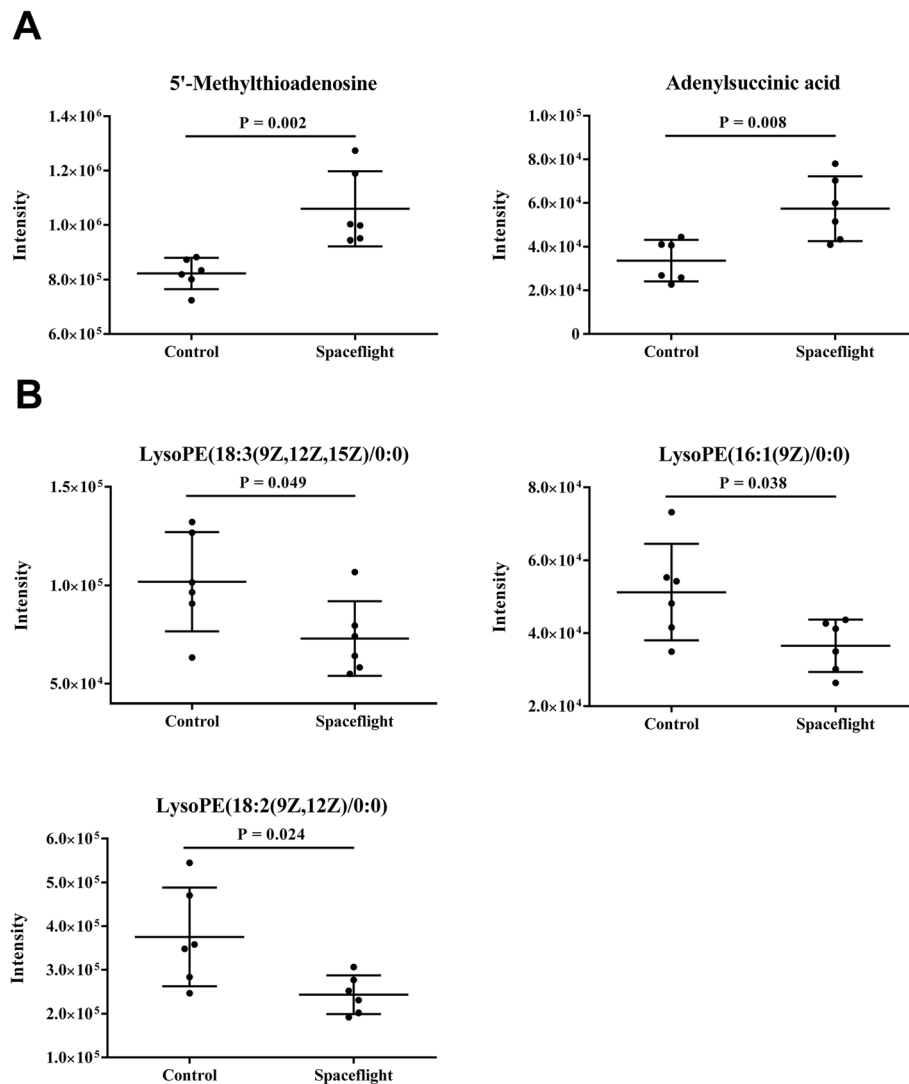 A
5'-Methylthioadenosine
P = 0.002
1.4×10⁶
1.2×10⁶
1.0×10⁶
8.0×10⁵
6.0×10⁵
Intensity
Control
Spaceflight
Adenylsuccinic acid
P = 0.008
1.0×10⁵
8.0×10⁴
6.0×10⁴
4.0×10⁴
2.0×10⁴
0
Intensity
Control
Spaceflight
B
LysoPE(18:3(9Z,12Z,15Z)/0:0)
P = 0.049
1.5×10⁵
1.0×10⁵
5.0×10⁴
Intensity
Control
Spaceflight
LysoPE(16:1(9Z)/0:0)
P = 0.038
8.0×10⁴
6.0×10⁴
4.0×10⁴
2.0×10⁴
Intensity
Control
Spaceflight
LysoPE(18:2(9Z,12Z)/0:0)
P = 0.024
6.0×10⁵
5.0×10⁵
4.0×10⁵
3.0×10⁵
2.0×10⁵
1.0×10⁵
Intensity
Control
Spaceflight